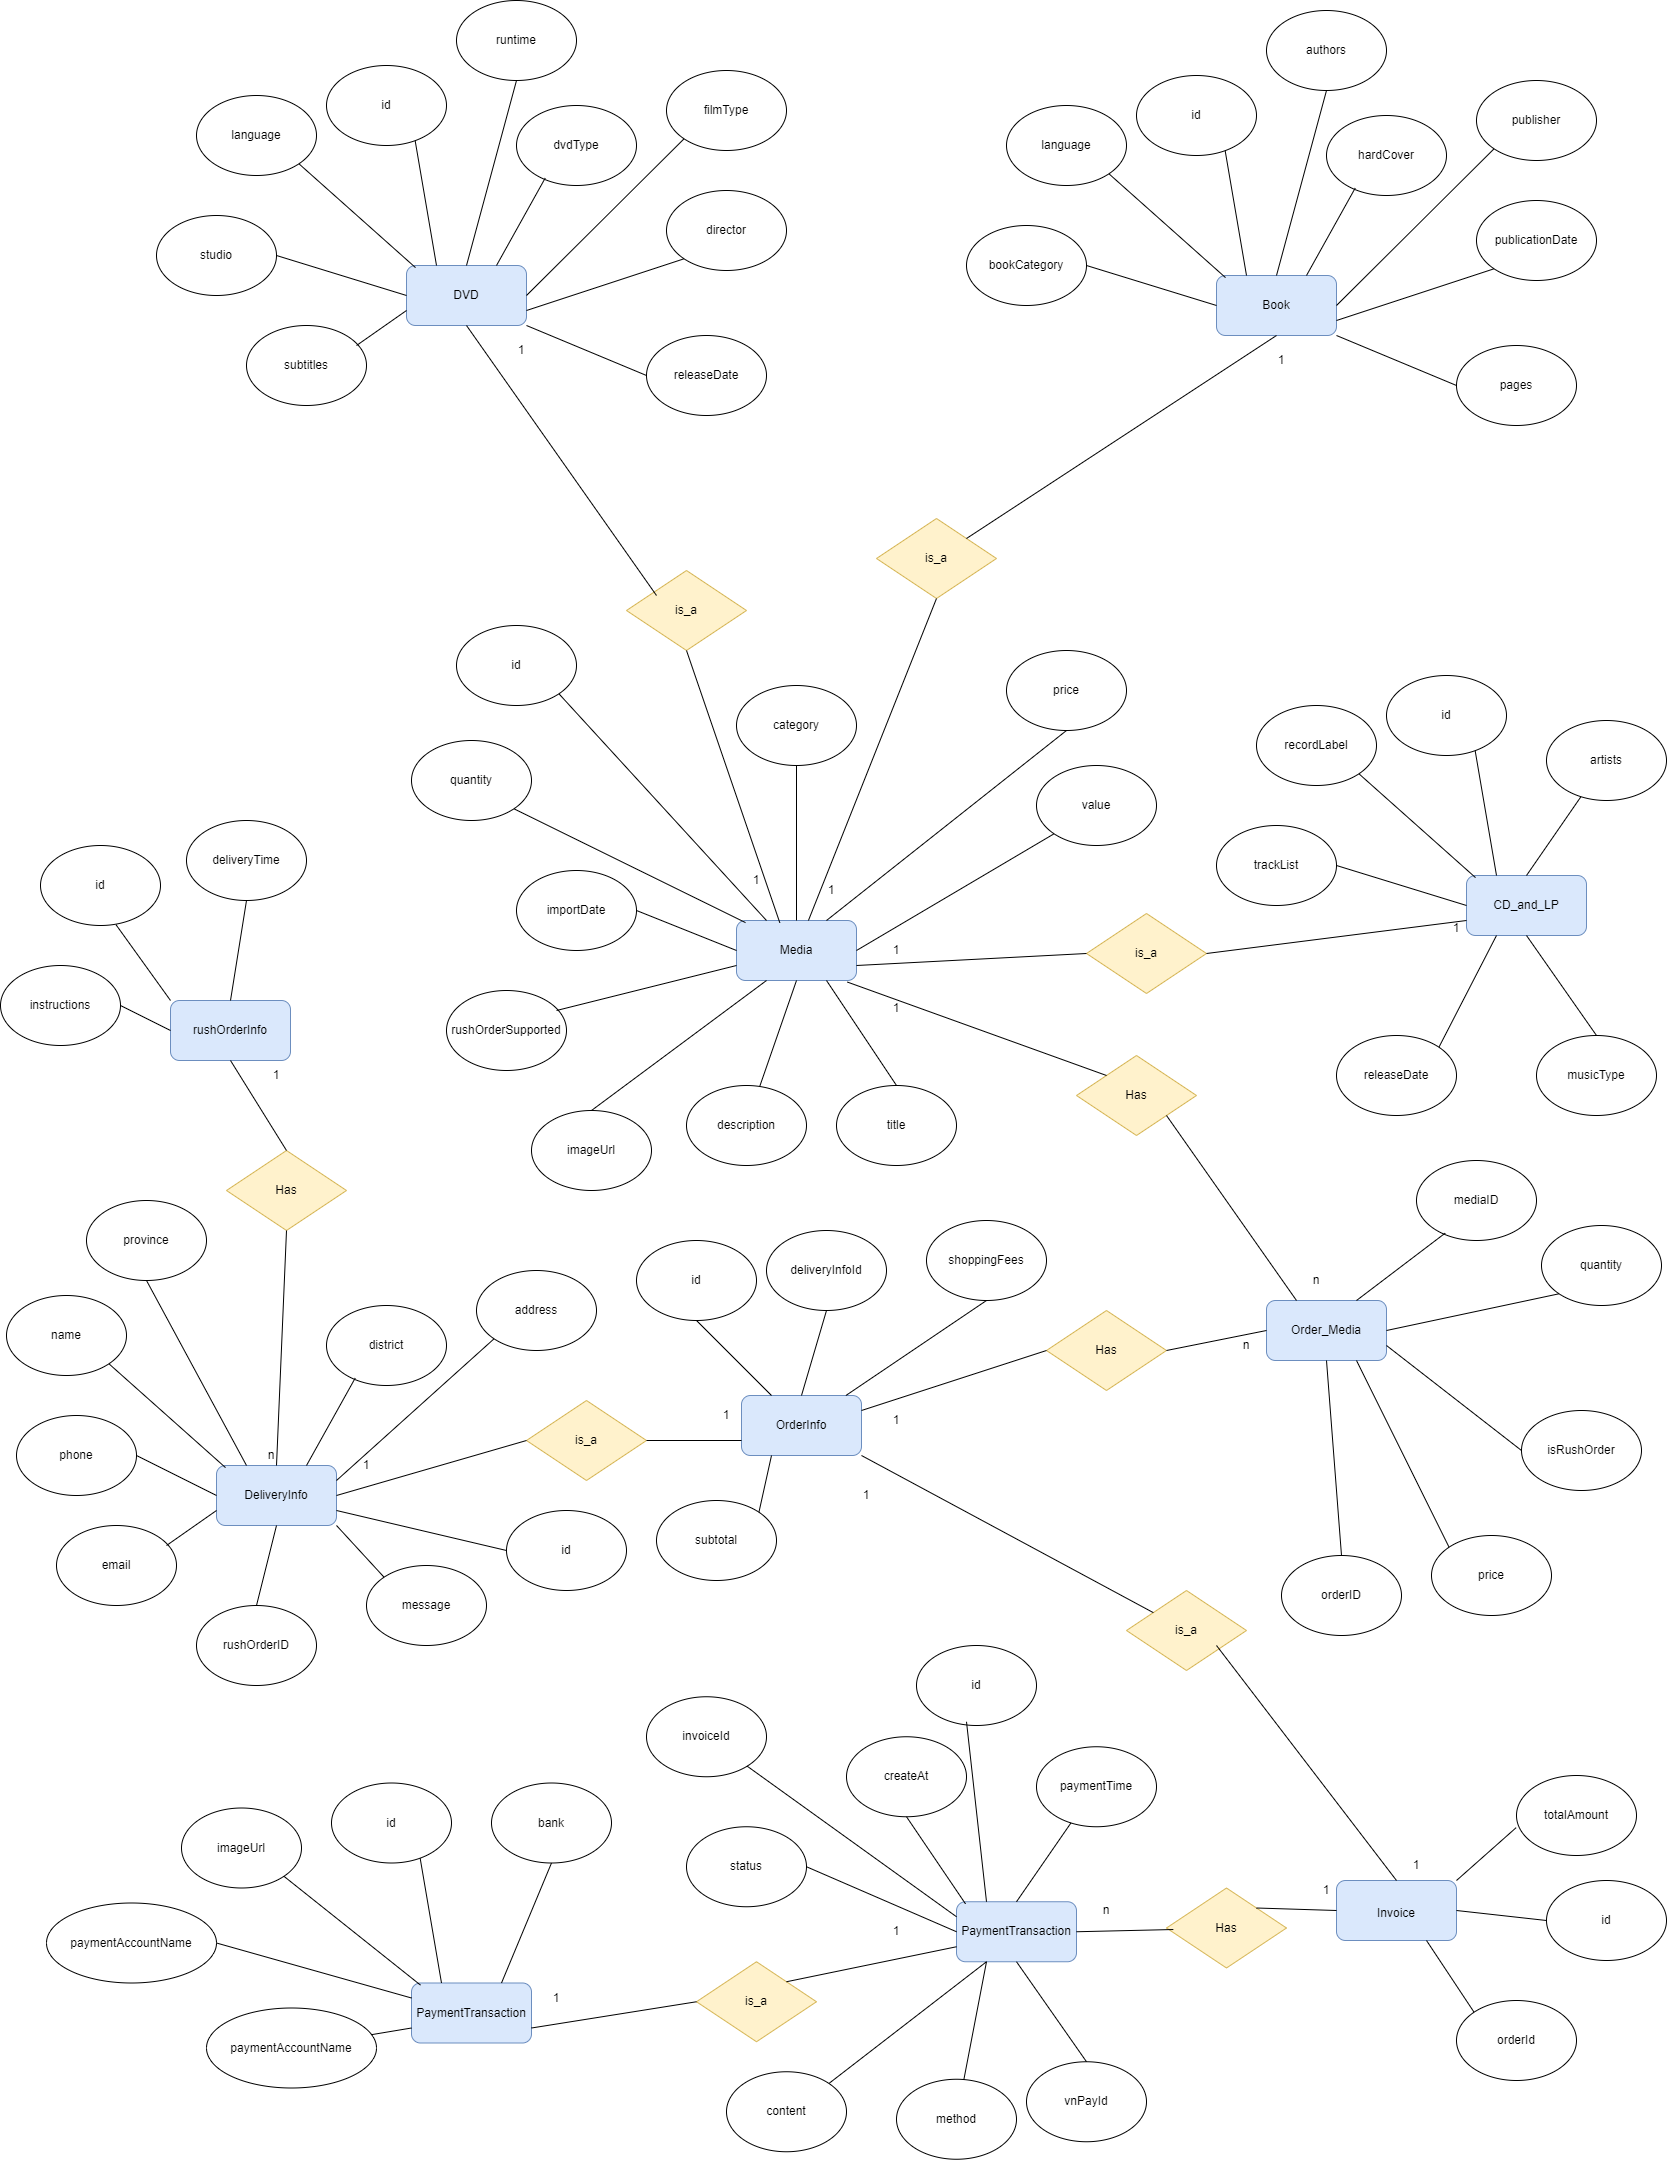 runtime
authors
id
filmType
id
publisher
language
dvdType
language
hardCover
director
publicationDate
studio
bookCategory
DVD
Book
1
1
subtitles
releaseDate
pages
is_a
is_a
id
price
category
id
recordLabel
artists
quantity
value
deliveryTime
trackList
id
1
1
importDate
CD_and_LP
1
Media
1
is_a
instructions
rushOrderInfo
rushOrderSupported
1
1
releaseDate
musicType
Has
description
title
imageUrl
Has
mediaID
province
id
deliveryInfoId
shoppingFees
quantity
n
address
name
district
Has
n
Order_Media
1
1
OrderInfo
is_a
phone
n
1
isRushOrder
DeliveryInfo
1
subtotal
id
email
price
message
orderID
rushOrderID
is_a
id
invoiceId
createAt
paymentTime
imageUrl
id
bank
totalAmount
status
1
1
n
Invoice
id
paymentAccountName
1
PaymentTransaction
Has
1
is_a
PaymentTransaction
paymentAccountName
orderId
content
method
vnPayId